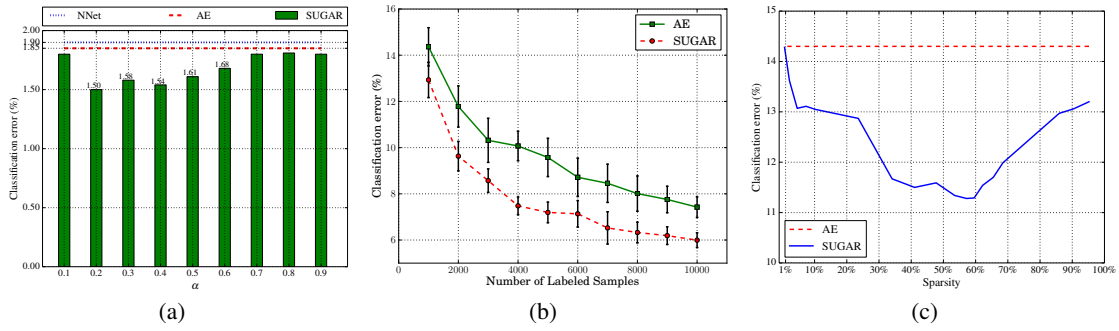 NNet AE SUGAR
2.00
1.90
1.85
1.50
1.00
0.50
0.00
Classification error (%)
1.50
1.58
1.54
1.61
1.68
0.1 0.2 0.3 0.4 0.5 0.6 0.7 0.8 0.9
α
(a)
AE
SUGAR
16
14
12
10
8
6
Classification error (%)
0 2000 4000 6000 8000 10000
Number of Labeled Samples
(b)
15
14
13
12
11
Classification error (%)
AE
SUGAR
1% 10% 20% 30% 40% 50% 60% 70% 80% 90% 100%
Sparsity
(c)